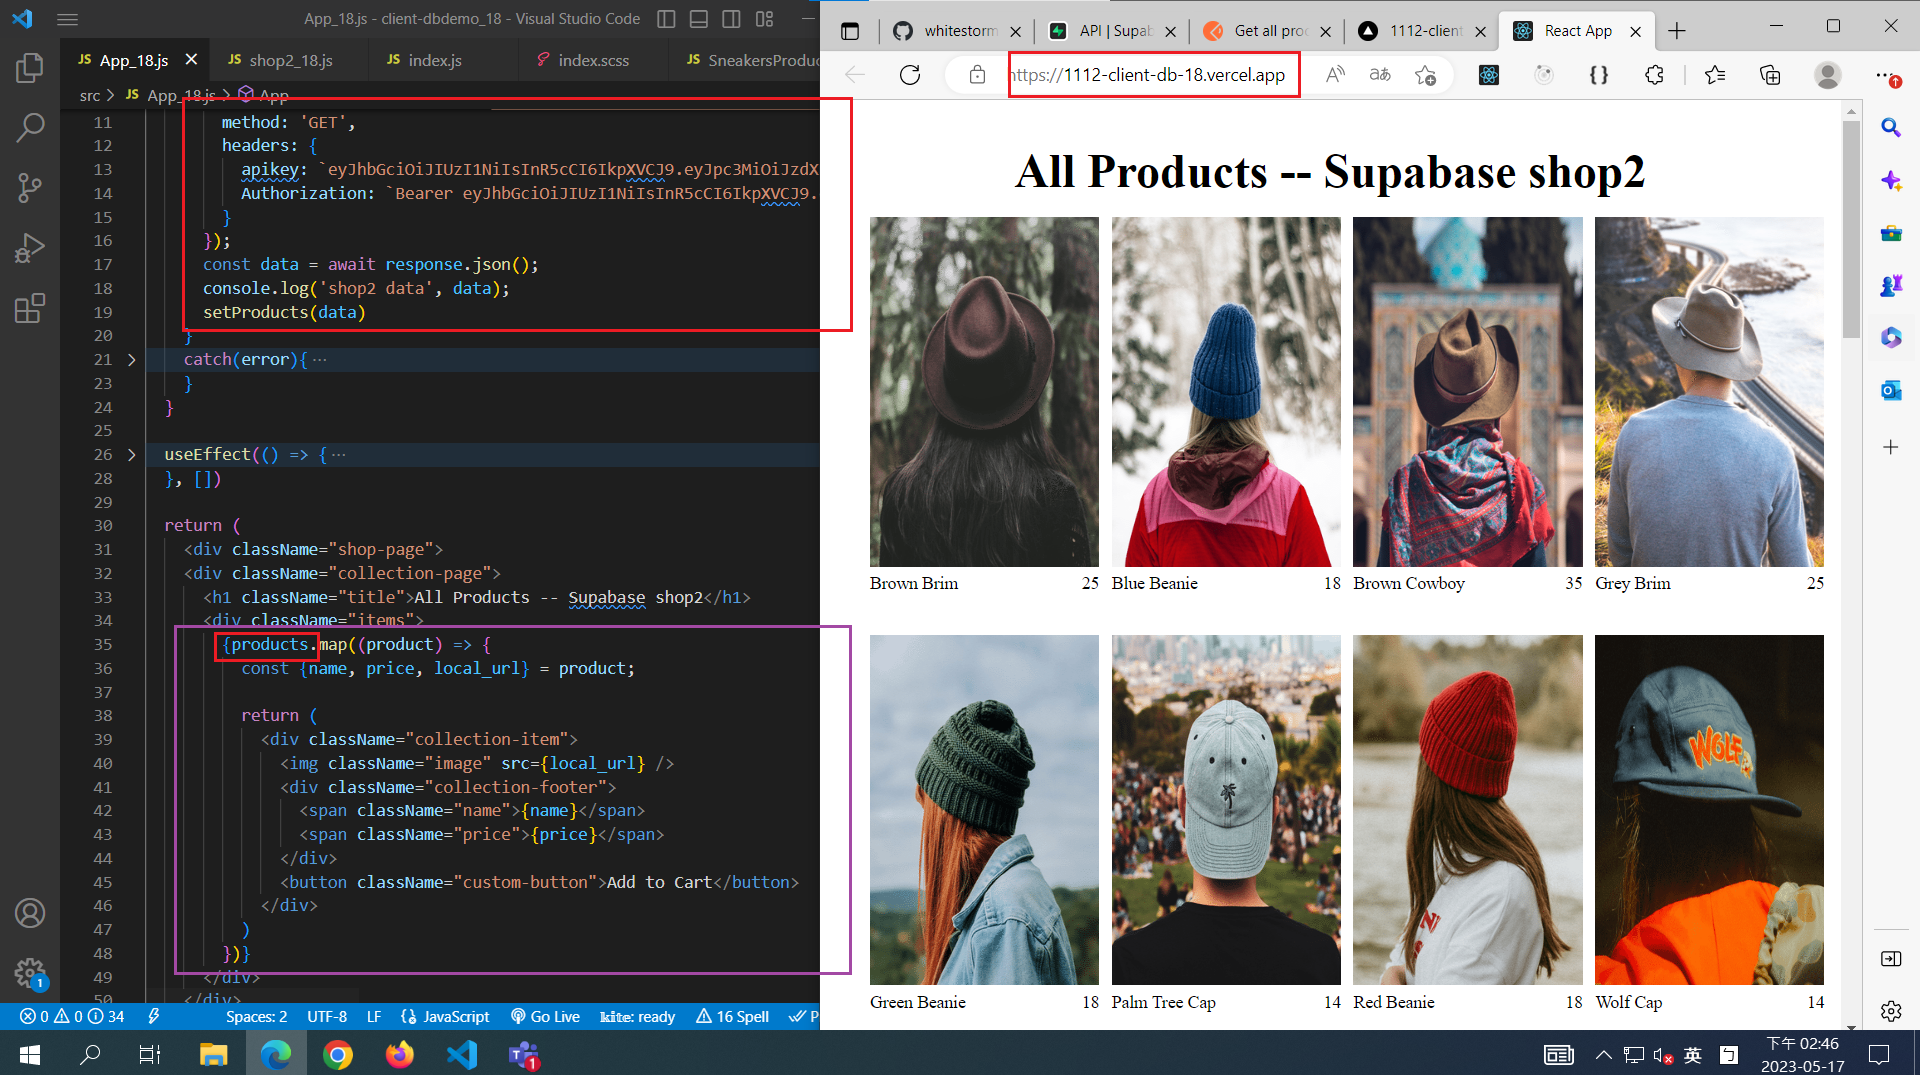 App_18.js - client-dbdemo_18 - Visual Studio Code
JS App_18.js
JS shop2_18.js
JS index.js
index.scss
JS SneakersProduc
src > JS App_18.js > App
11 method: 'GET',
12 headers: {
13 apikey: `eyJhbGciOiJIUzI1NiIsInR5cCI6IkpXVCJ9.eyJpc3MiOiJzdX
14 Authorization: `Bearer eyJhbGciOiJIUzI1NiIsInR5cCI6IkpXVCJ9.
15 }
16 });
17 const data = await response.json();
18 console.log('shop2 data', data);
19 setProducts(data)
20 }
21 catch(error){ ···
23 }
24 }
25
26 useEffect(() => { ···
28 }, [])
29
30 return (
31 <div className="shop-page">
32 <div className="collection-page">
33 <h1 className="title">All Products -- Supabase shop2</h1>
34 <div className="items">
35 {products.map((product) => {
36 const {name, price, local_url} = product;
37
38 return (
39 <div className="collection-item">
40 <img className="image" src={local_url} />
41 <div className="collection-footer">
42 <span className="name">{name}</span>
43 <span className="price">{price}</span>
44 </div>
45 <button className="custom-button">Add to Cart</button>
46 </div>
47 )
48 })}
49 </div>
50 </div>
1
0 0 34
Spaces: 2
UTF-8
LF
{} JavaScript
Go Live
kite: ready
16 Spell
P
whitestorm
API | Supab
Get all proc
1112-client
React App
https://1112-client-db-18.vercel.app
All Products -- Supabase shop2
Brown Brim 25
Blue Beanie 18
Brown Cowboy 35
Grey Brim 25
WOLF
Green Beanie 18
Palm Tree Cap 14
Red Beanie 18
Wolf Cap 14
1
英
ㄅ
下午 02:46
2023-05-17